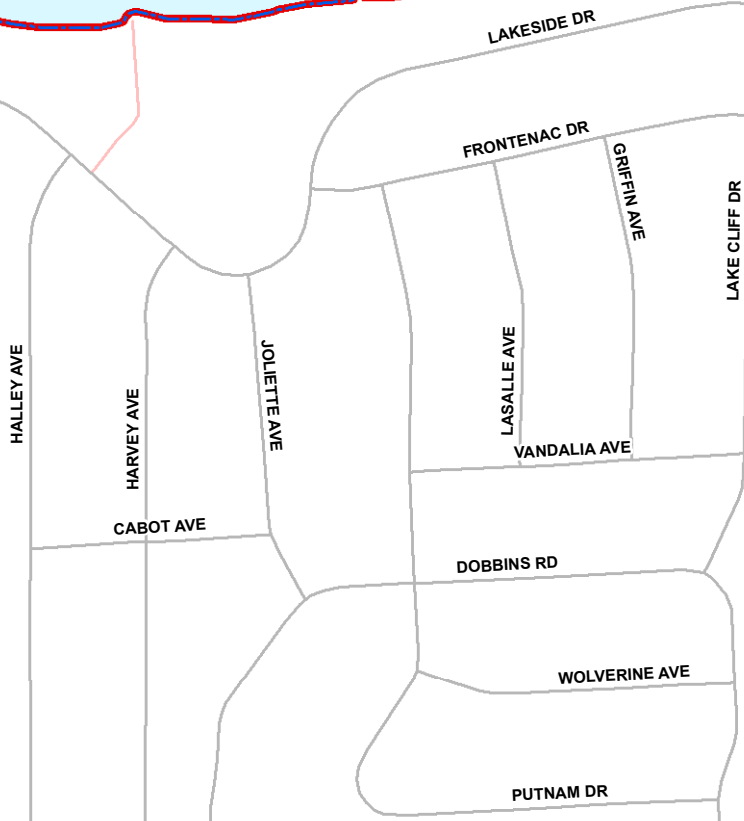 LAKESIDE DR
FRONTENAC DR
GRIFFIN AVE
LAKE CLIFF DR
HALLEY AVE
HARVEY AVE
JOLIETTE AVE
LASALLE AVE
VANDALIA AVE
CABOT AVE
DOBBINS RD
WOLVERINE AVE
PUTNAM DR